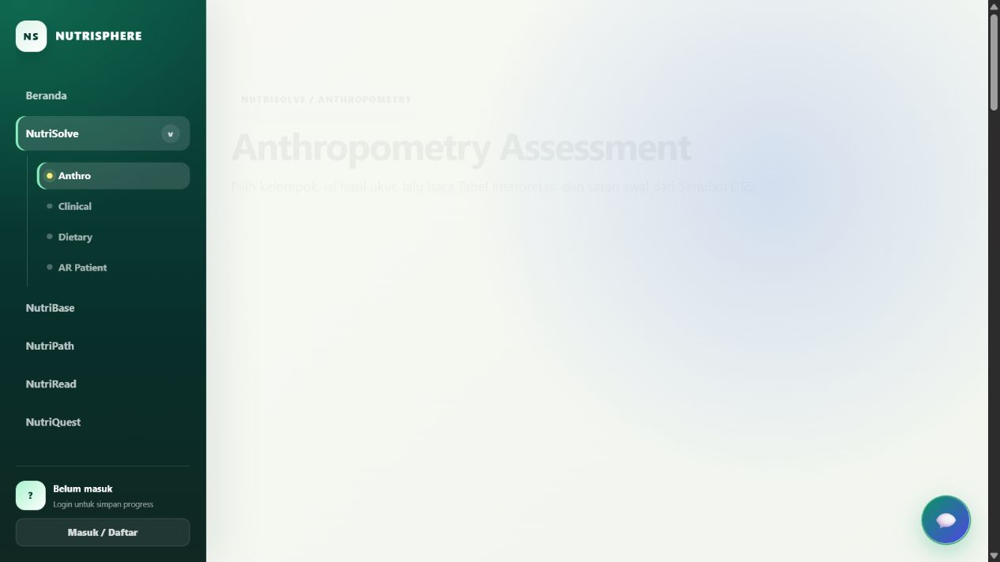 NS NUTRISPHERE
Beranda
NutriSolve v
Anthro
Clinical
Dietary
AR Patient
NutriBase
NutriPath
NutriRead
NutriQuest
?
Belum masuk
Login untuk simpan progress
Masuk / Daftar
NUTRISOLVE / ANTHROPOMETRY
Anthropometry Assessment
Pilih kelompok, isi hasil ukur, lalu baca Tabel Interpretasi dan saran awal dari Simulasi DSS.